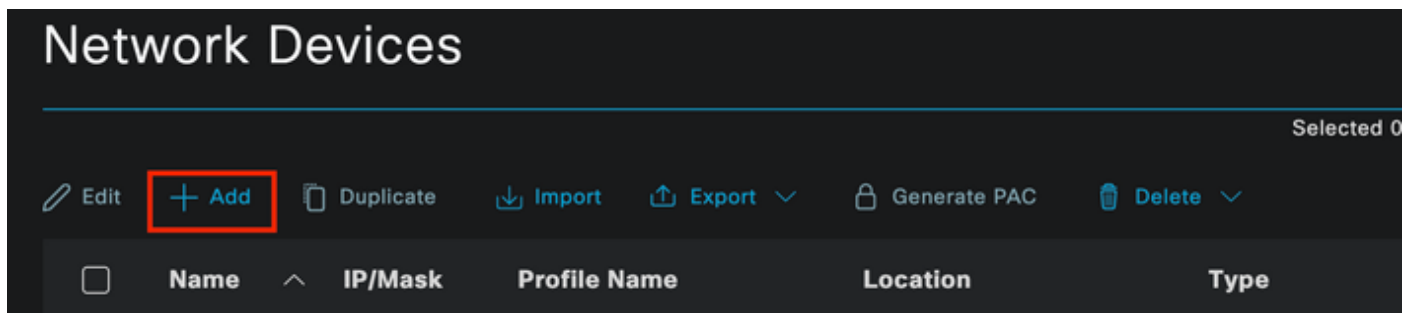 Network Devices
Selected 0
Edit Add Duplicate Import Export Generate PAC Delete
Name IP/Mask Profile Name Location Type